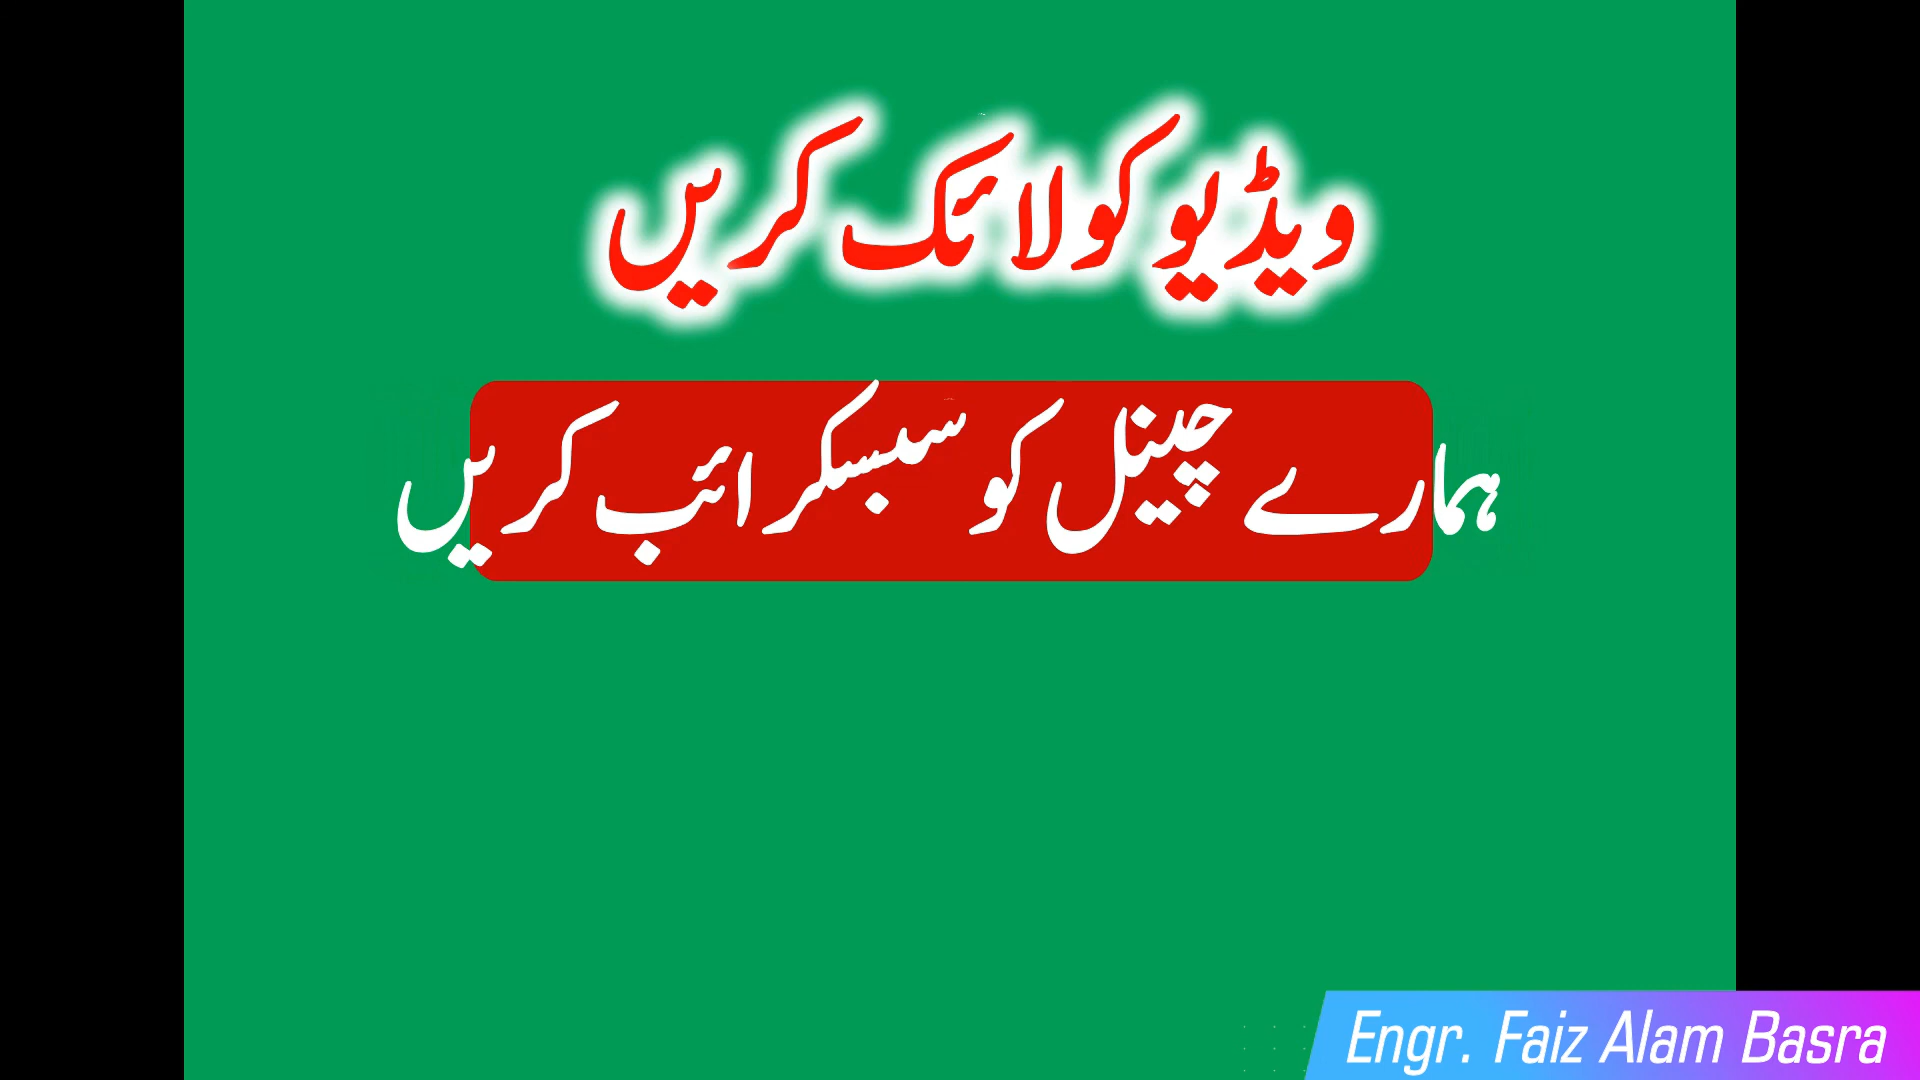 ویڈیو کو لائک کریں
ہمارے چینل کو سبسکرائب کریں
Engr. Faiz Alam Basra